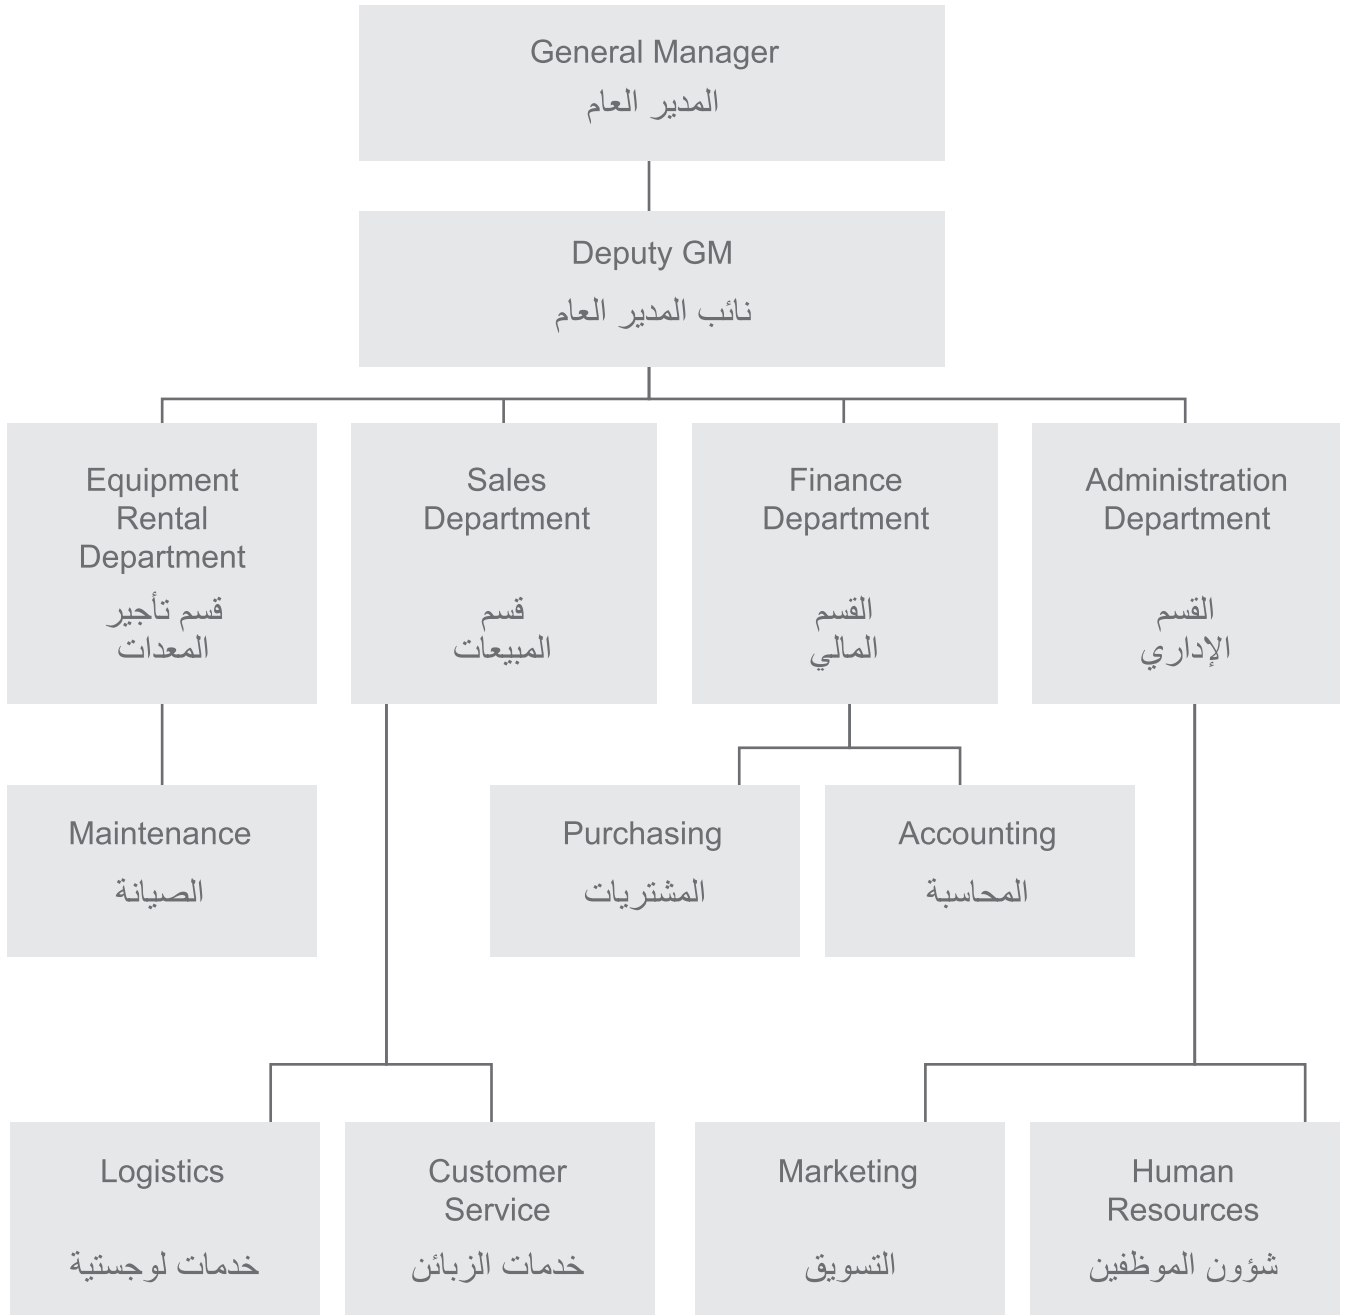 General Manager
المدير العام
Deputy GM
نائب المدير العام
Equipment
Rental
Department
قسم تأجير
المعدات
Sales
Department
قسم
المبيعات
Finance
Department
القسم
المالي
Administration
Department
القسم
الإداري
Maintenance
الصيانة
Purchasing
المشتريات
Accounting
المحاسبة
Logistics
خدمات لوجستية
Customer
Service
خدمات الزبائن
Marketing
التسويق
Human
Resources
شؤون الموظفين